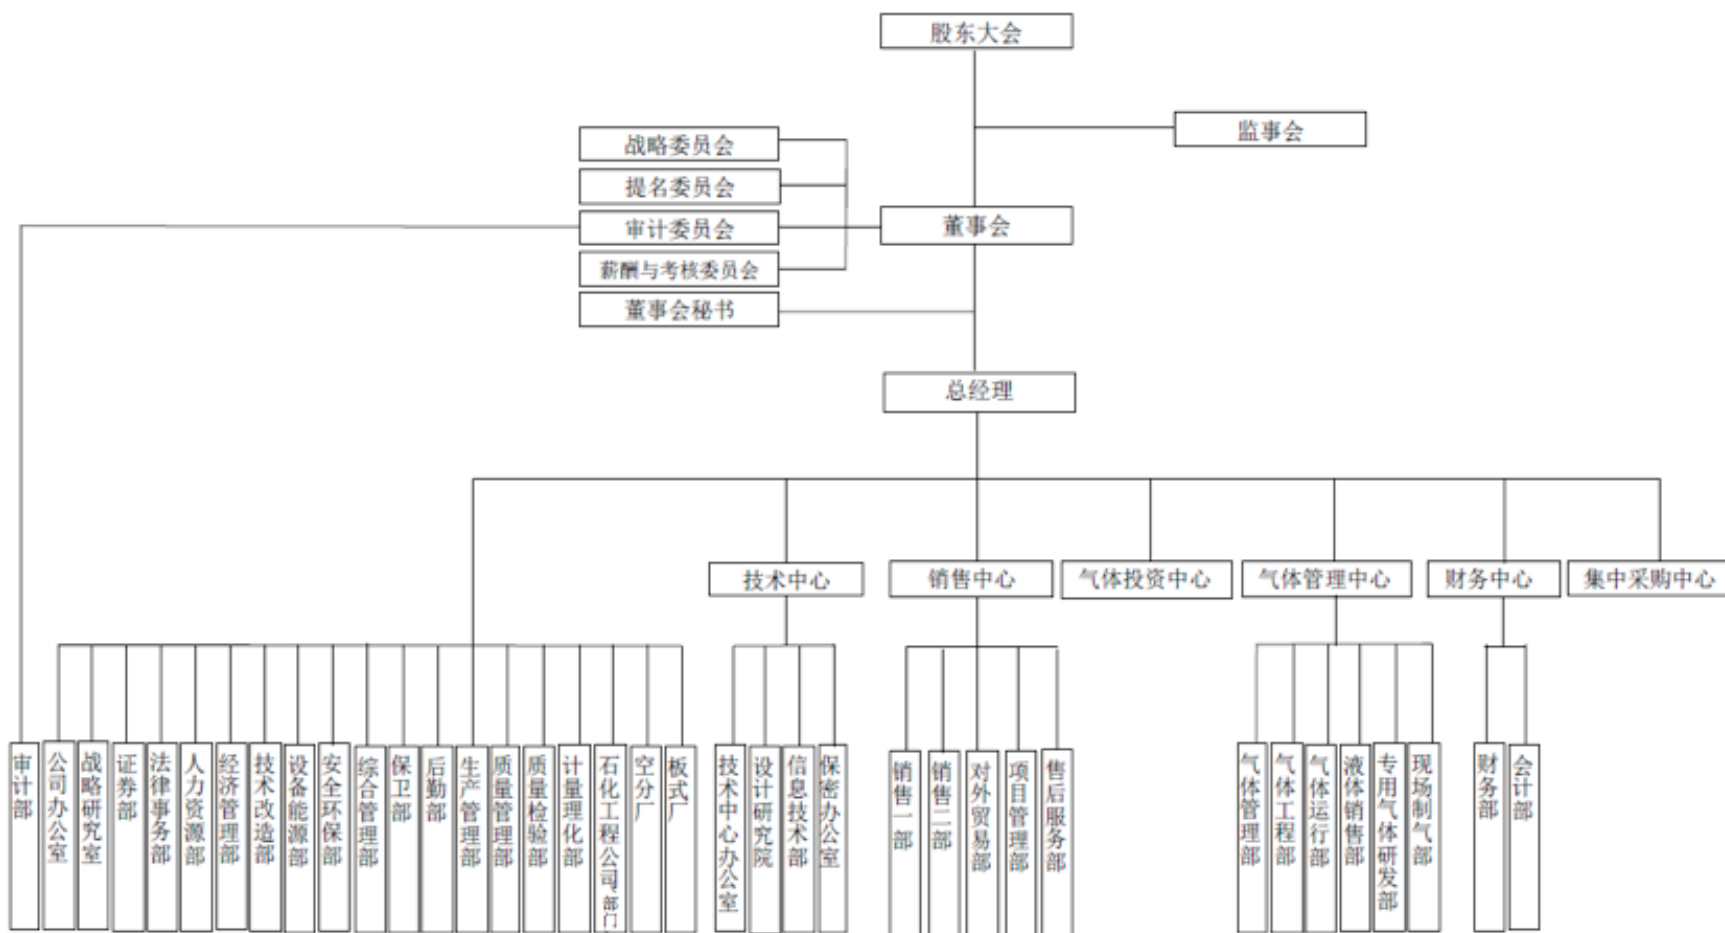 股东大会
监事会
战略委员会
提名委员会
审计委员会
董事会
薪酬与考核委员会
董事会秘书
总经理
技术中心
销售中心
气体投资中心
气体管理中心
财务中心
集中采购中心
审计部
公司办公室
战略研究室
证券部
法律事务部
人力资源部
经济管理部
技术改造部
设备能源部
安全环保部
综合管理部
保卫部
后勤部
生产管理部
质量管理部
质量检验部
计量理化部
石化工程公司(部门
空分厂
板式厂
技术中心办公室
设计研究院
信息技术部
保密办公室
销售一部
销售二部
对外贸易部
项目管理部
售后服务部
气体管理部
气体工程部
气体运行部
液体销售部
专用气体研发部
现场制气部
财务部
会计部